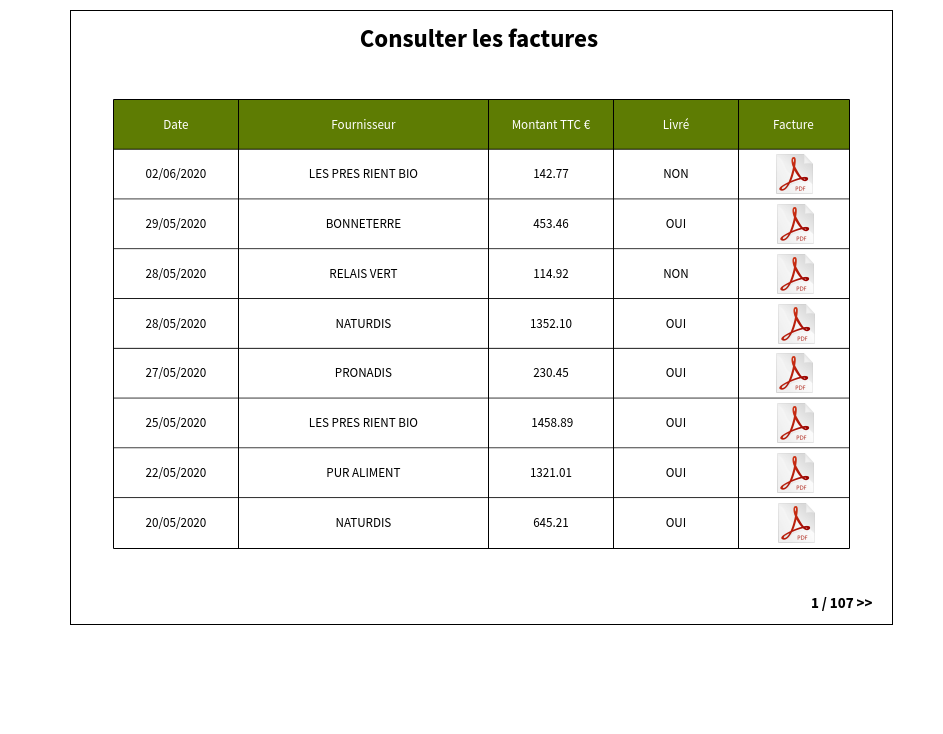 Consulter les factures
Date Fournisseur Montant TTC € Livré Facture
02/06/2020 LES PRES RIENT BIO 142.77 NON PDF
29/05/2020 BONNETERRE 453.46 OUI PDF
28/05/2020 RELAIS VERT 114.92 NON PDF
28/05/2020 NATURDIS 1352.10 OUI PDF
27/05/2020 PRONADIS 230.45 OUI PDF
25/05/2020 LES PRES RIENT BIO 1458.89 OUI PDF
22/05/2020 PUR ALIMENT 1321.01 OUI PDF
20/05/2020 NATURDIS 645.21 OUI PDF
1 / 107 >>